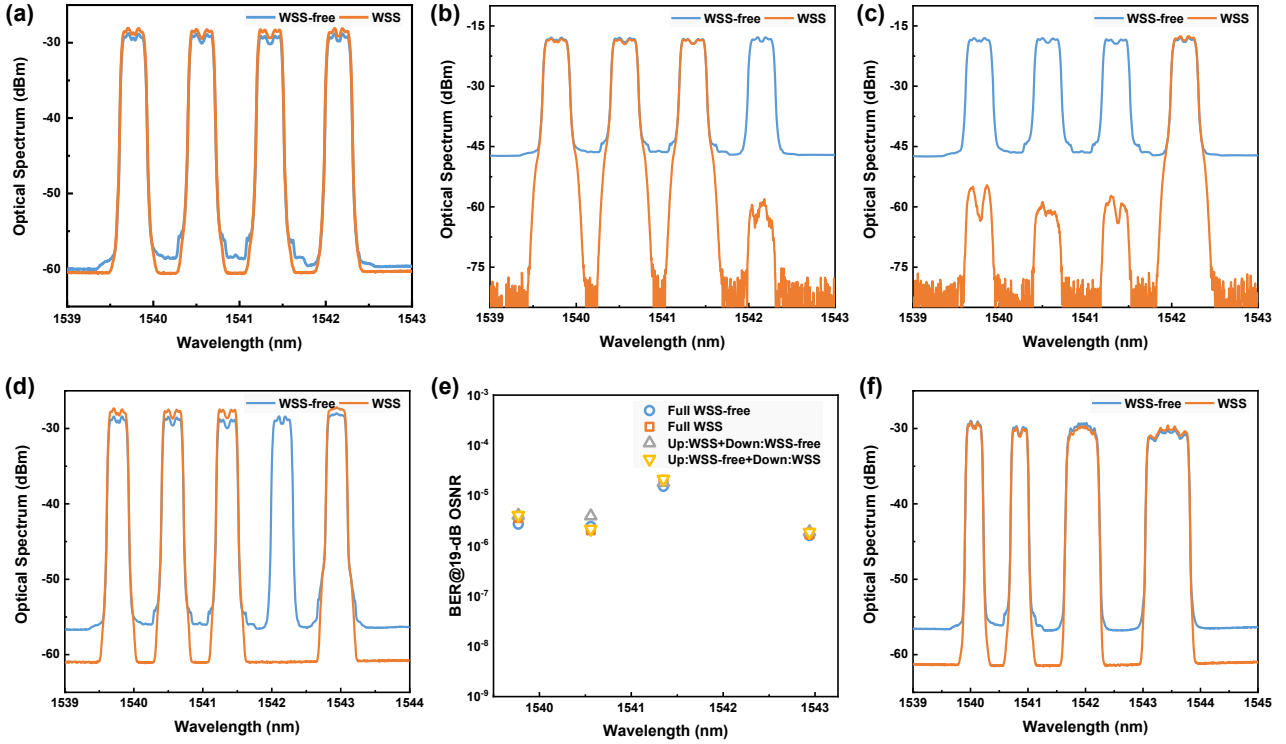 (a)
WSS-free WSS
Optical Spectrum (dBm)
-30
-40
-50
-60
1539 1540 1541 1542 1543
Wavelength (nm)
(b)
WSS-free WSS
Optical Spectrum (dBm)
-15
-30
-45
-60
-75
1539 1540 1541 1542 1543
Wavelength (nm)
(c)
WSS-free WSS
Optical Spectrum (dBm)
-15
-30
-45
-60
-75
1539 1540 1541 1542 1543
Wavelength (nm)
(d)
WSS-free WSS
Optical Spectrum (dBm)
-30
-40
-50
-60
1539 1540 1541 1542 1543 1544
Wavelength (nm)
(e)
Full WSS-free
Full WSS
Up:WSS+Down:WSS-free
Up:WSS-free+Down:WSS
BER@19-dB OSNR
10-3
10-4
10-5
10-6
10-7
10-8
10-9
1540 1541 1542 1543
Wavelength (nm)
(f)
WSS-free WSS
Optical Spectrum (dBm)
-30
-40
-50
-60
1539 1540 1541 1542 1543 1544 1545
Wavelength (nm)